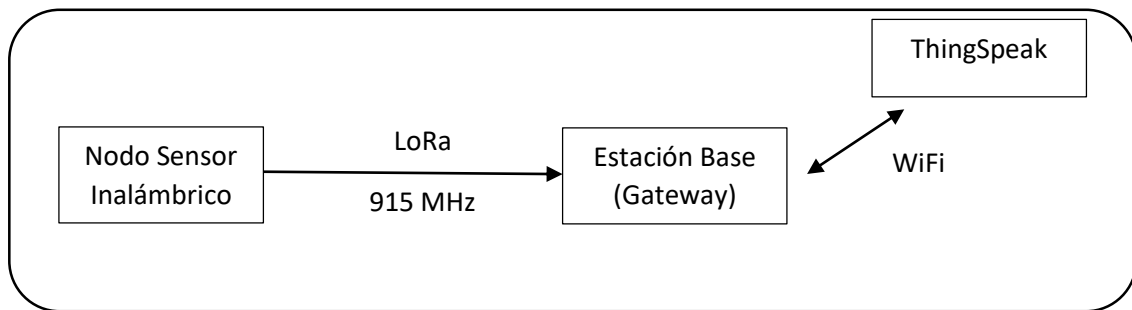 ThingSpeak
LoRa
Nodo Sensor
Inalámbrico
915 MHz
Estación Base
(Gateway)
WiFi